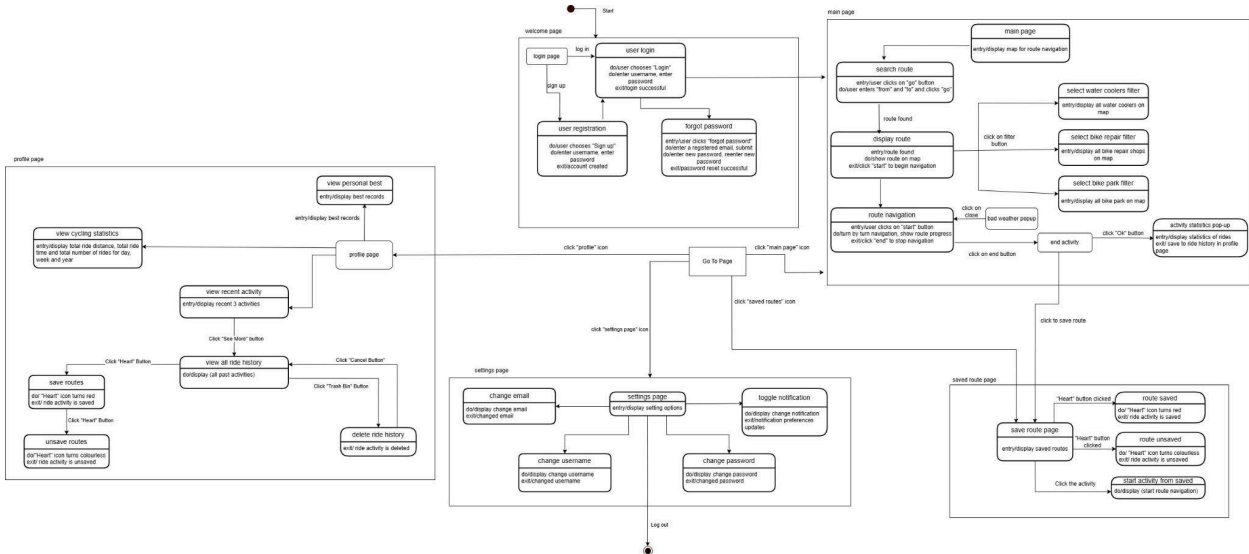 Start
welcome page
login page
log in
sign up
user login
do/user chooses "Login"
do/enter username, enter
password
exit/login successful
user registration
do/user chooses "Sign up"
do/enter username, enter
password
exit/account created
forgot password
entry/user clicks "forgot password"
do/enter a registered email, submit
do/enter new password, reenter new
password
exit/password reset successful
main page
main page
entry/display map for route navigation
search route
entry/user clicks on "go" button
do/user enters "from" and "to" and clicks "go"
route found
display route
entry/route found
do/show route on map
exit/click "start" to begin navigation
click on filter
button
select water coolers filter
entry/display all water coolers on
map
select bike repair filter
entry/display all bike repair shops
on map
select bike park filter
entry/display all bike park on map
route navigation
entry/user clicks on "start" button
do/turn by turn navigation, show route progress
exit/click "end" to stop navigation
click on
close
bad weather popup
click on end button
end activity
click "Ok" button
activity statistics pop-up
entry/display statistics of rides
exit/ save to ride history in profile
page
click to save route
profile page
view personal best
entry/display best records
entry/display best records
view cycling statistics
entry/display total ride distance, total ride
time and total number of rides for day,
week and year
profile page
view recent activity
entry/display recent 3 activities
Click "See More" button
view all ride history
do/display (all past activities)
Click "Heart" Button
save routes
do/ "Heart" icon turns red
exit/ ride activity is saved
Click "Heart" Button
unsave routes
do/"Heart" icon turns colourless
exit/ ride activity is unsaved
Click "Cancel Button"
Click "Trash Bin" Button
delete ride history
exit/ ride activity is deleted
click "profile" icon
Go To Page
click "main page" icon
click "saved routes" icon
click "settings page" icon
settings page
change email
do/display change email
exit/changed email
settings page
entry/display setting options
toggle notification
do/display change notification
exit/notification preferences
updates
change username
do/display change username
exit/changed username
change password
do/display change password
exit/changed password
Log out
saved route page
save route page
entry/display saved routes
"Heart" button clicked
route saved
do/ "Heart" icon turns red
exit/ ride activity is saved
"Heart" button
clicked
route unsaved
do/ "Heart" icon turns colourless
exit/ ride activity is unsaved
Click the activity
start activity from saved
do/display (start route navigation)